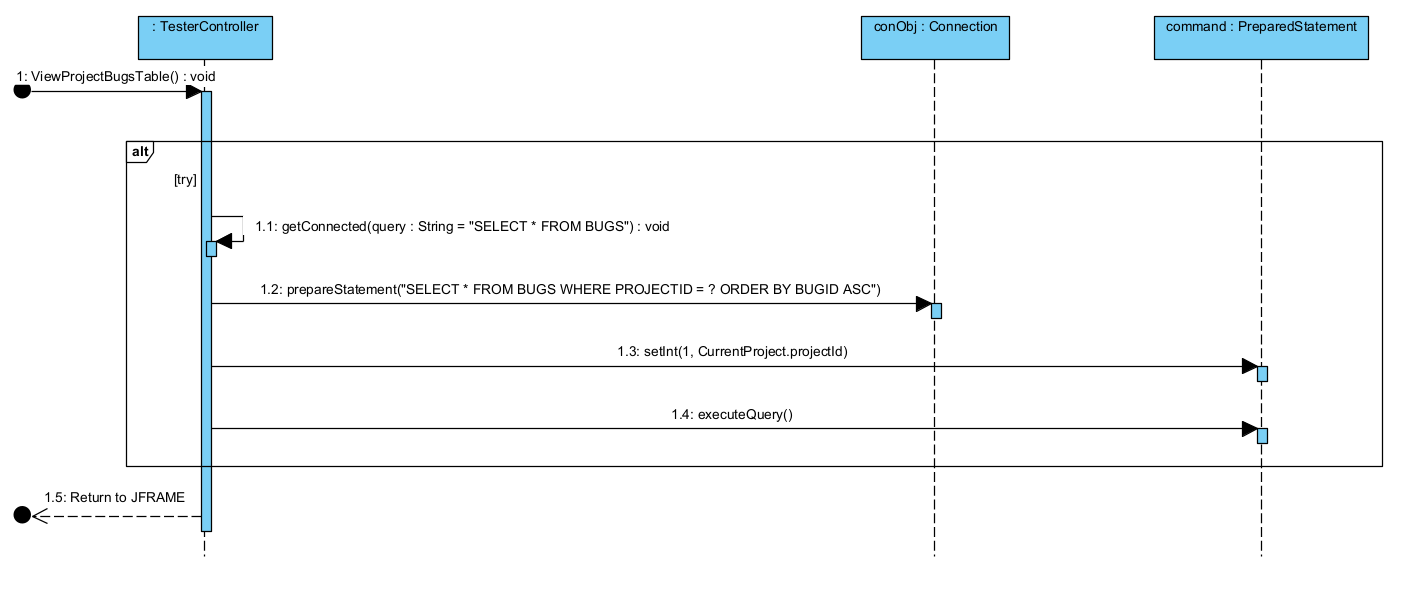 : TesterController
conObj : Connection
command : PreparedStatement
1: ViewProjectBugsTable() : void
alt
[try]
1.1: getConnected(query : String = "SELECT * FROM BUGS") : void
1.2: prepareStatement("SELECT * FROM BUGS WHERE PROJECTID = ? ORDER BY BUGID ASC")
1.3: setInt(1, CurrentProject.projectId)
1.4: executeQuery()
1.5: Return to JFRAME